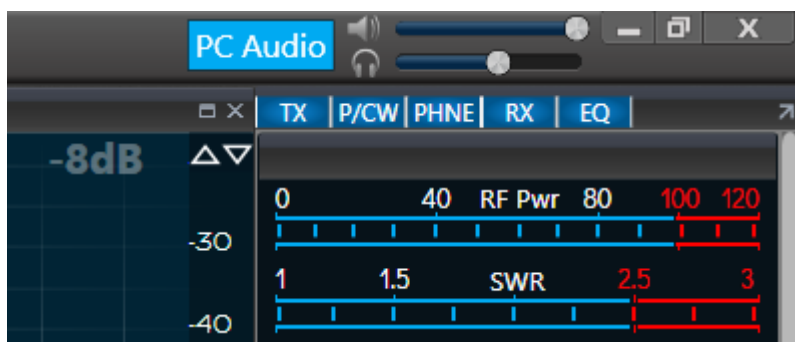 PC Audio
TX P/CW PHNE RX EQ
-8dB
0 40 RF Pwr 80 100 120
-30
1 1.5 SWR 2.5 3
-40